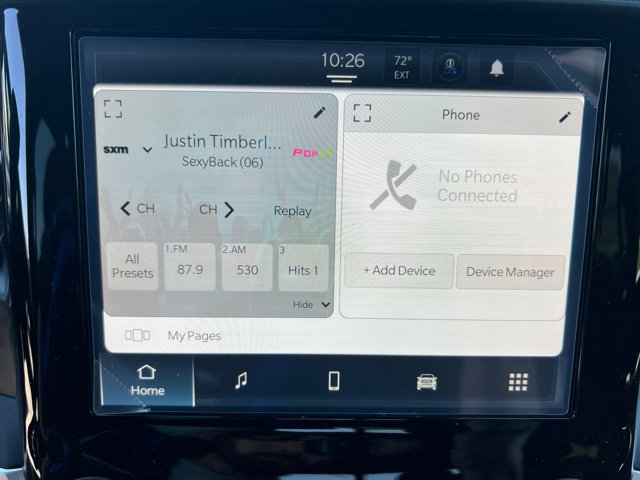 10:26
72°
EXT
1
Justin Timberl...
sxm
SexyBack (06)
CH
CH
Replay
All
Presets
1.FM
87.9
2.AM
530
3
Hits 1
Hide
Phone
No Phones
Connected
+ Add Device
Device Manager
My Pages
Home